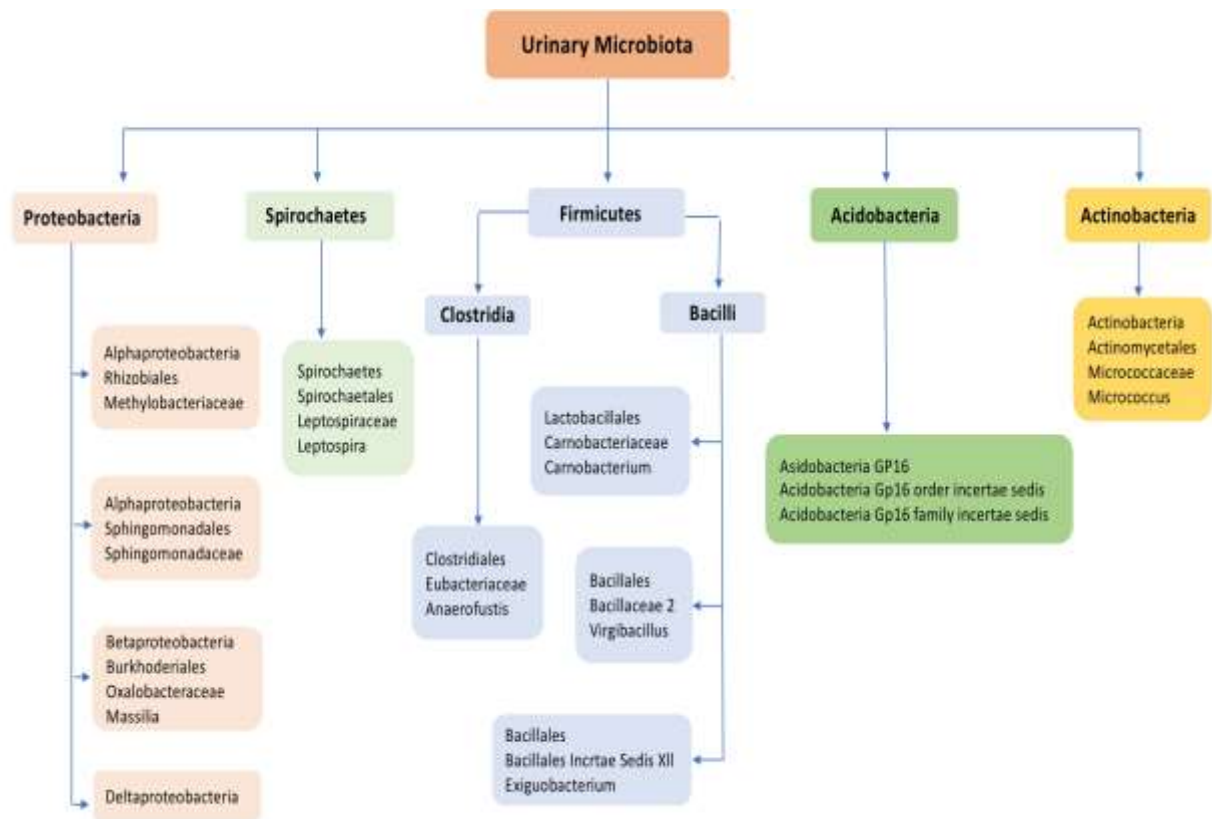 Urinary Microbiota
Proteobacteria
Spirochaetes
Firmicutes
Acidobacteria
Actinobacteria
Clostridia
Bacilli
Alphaproteobacteria
Rhizobiales
Methylobacteriaceae
Alphaproteobacteria
Sphingomonadales
Sphingomonadaceae
Betaproteobacteria
Burkhoderiales
Oxalobacteraceae
Massilia
Deltaproteobacteria
Spirochaetes
Spirochaetales
Leptospiraceae
Leptospira
Clostridiales
Eubacteriaceae
Anaerofustis
Lactobacillales
Carnobacteriaceae
Carnobacterium
Bacillales
Bacillaceae 2
Virgibacillus
Bacillales
Bacillales Incrtae Sedis XII
Exiguobacterium
Asidobacteria GP16
Acidobacteria Gp16 order incertae sedis
Acidobacteria Gp16 family incertae sedis
Actinobacteria
Actinomycetales
Micrococcaceae
Micrococcus